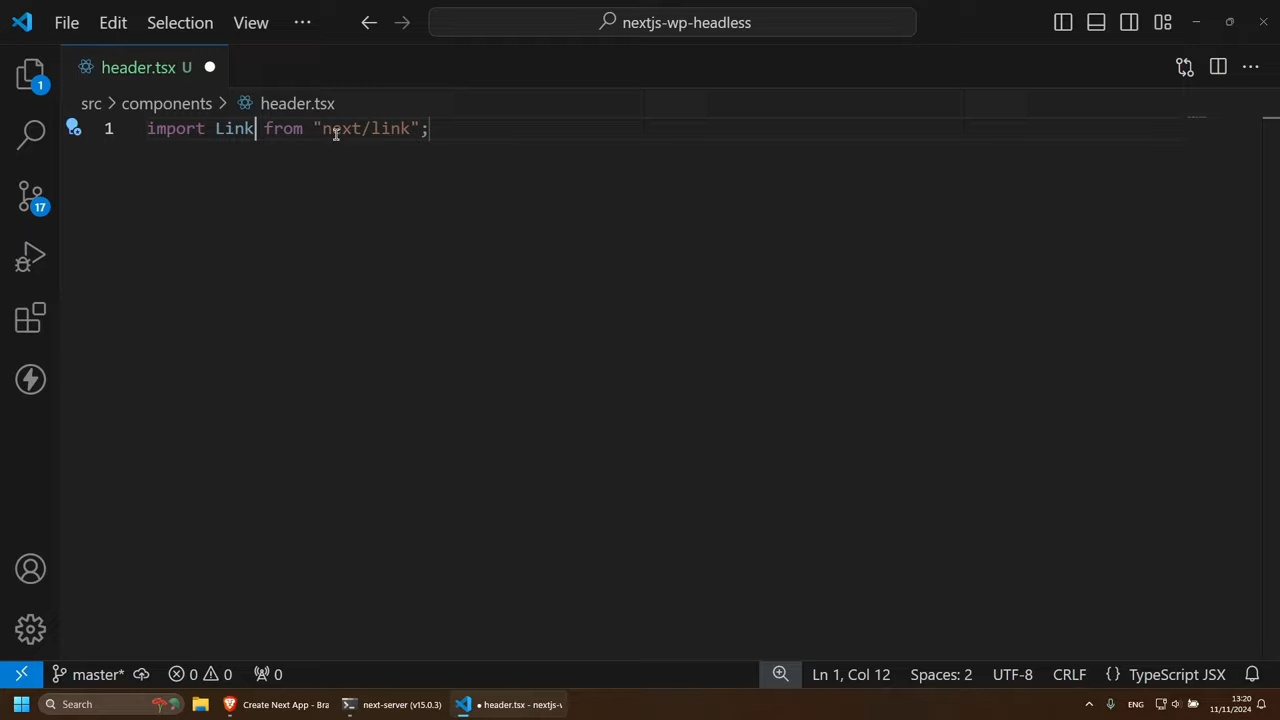 File Edit Selection View ··· nextjs-wp-headless
1
17
header.tsx U
src > components > header.tsx
1 import Link from "next/link";
master* 0 0 0 Ln 1, Col 12 Spaces: 2 UTF-8 CRLF {} TypeScript JSX
Search Create Next App - Bra next-server (v15.0.3) ● header.tsx - nextjs-v ENG 13:20
11/11/2024